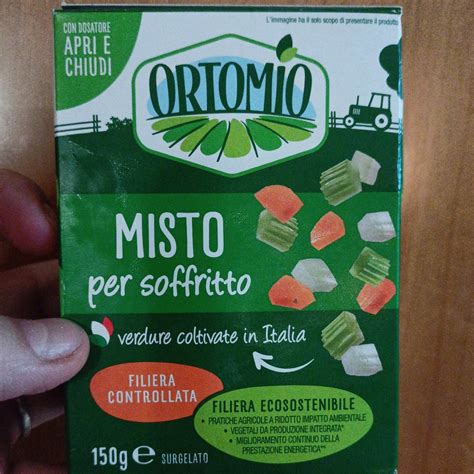 L'immagine ha il solo scopo di presentare il prodotto
CON DOSATORE
APRI E
CHIUDI
ORTOMIO
MISTO
per soffritto
verdure coltivate in Italia
FILIERA
CONTROLLATA
FILIERA ECOSOSTENIBILE
• PRATICHE AGRICOLE A RIDOTTO IMPATTO AMBIENTALE
• VEGETALI DA PRODUZIONE INTEGRATA*
• MIGLIORAMENTO CONTINUO DELLA
PRESTAZIONE ENERGETICA**
150g e SURGELATO